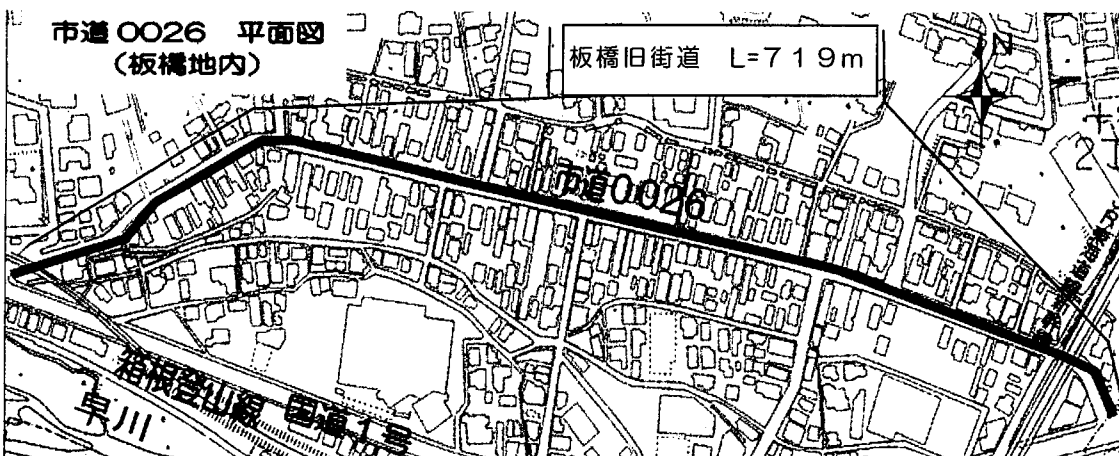 市道0026 平面図
(板橋地内)
板橋旧街道 L=719m
N
2
市道0026
箱根登山線 国道1号
早川